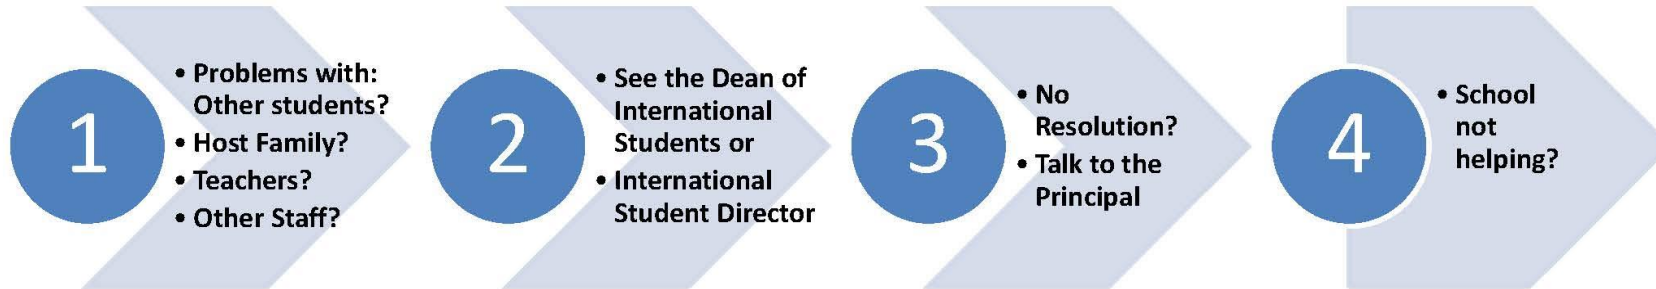 1
• Problems with:
Other students?
• Host Family?
• Teachers?
• Other Staff?
2
• See the Dean of
International
Students or
• International
Student Director
3
• No
Resolution?
• Talk to the
Principal
4
• School
not
helping?